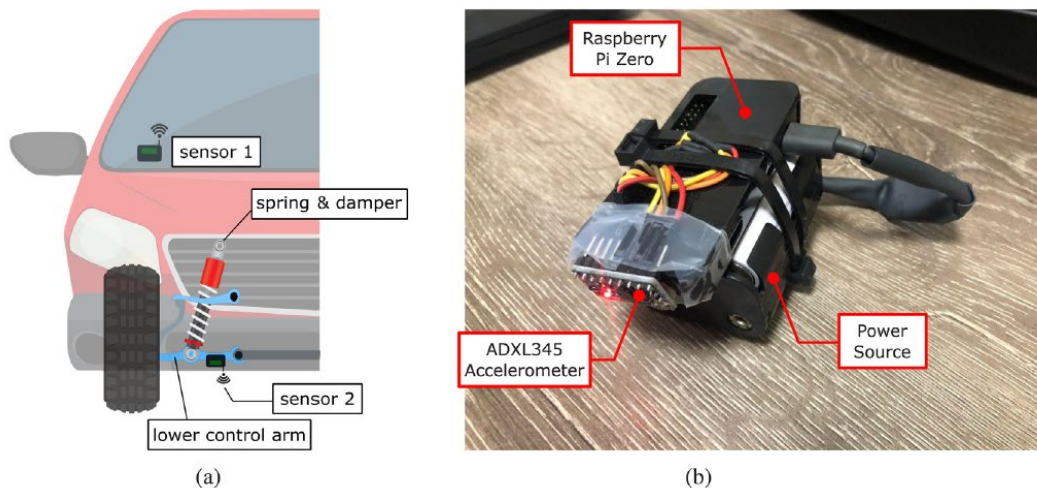 sensor 1
spring & damper
sensor 2
lower control arm
(a)
Raspberry
Pi Zero
ADXL345
Accelerometer
Power
Source
(b)